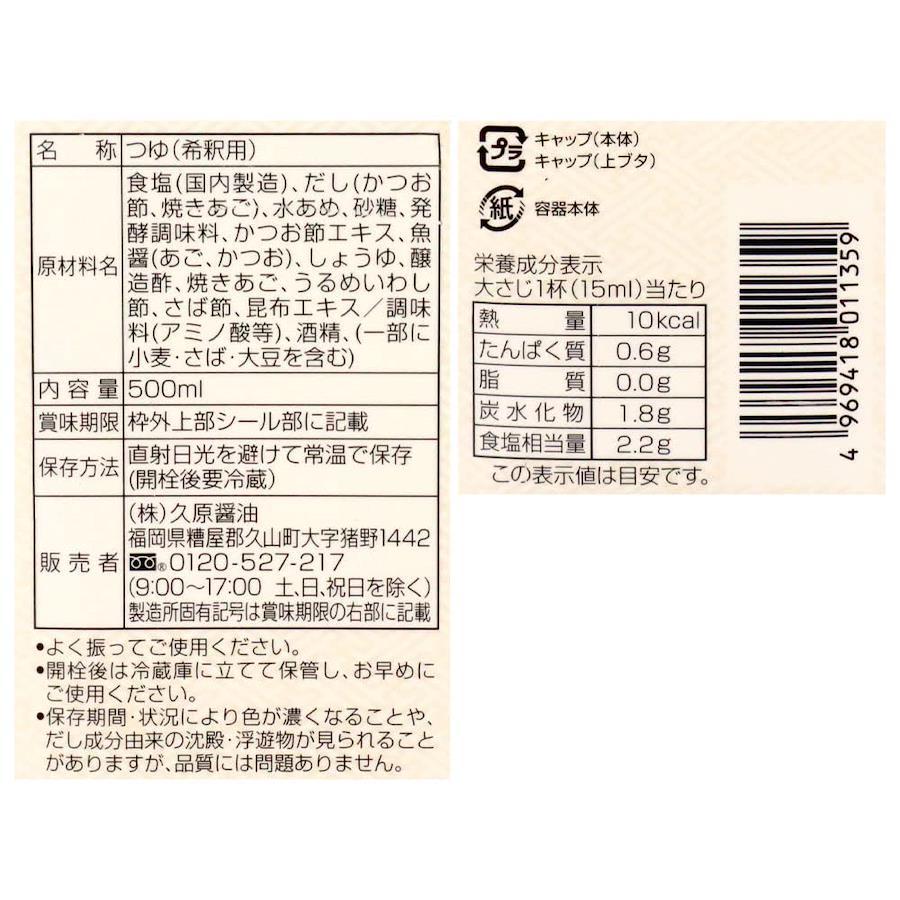 名称 つゆ(希釈用)
原材料名 食塩(国内製造)、だし(かつお
節、焼きあご)、水あめ、砂糖、発
酵調味料、かつお節エキス、魚
醤(あご、かつお)、しょうゆ、醸
造酢、焼きあご、うるめいわし
節、さば節、昆布エキス／調味
料(アミノ酸等)、酒精、(一部に
小麦・さば・大豆を含む)
内容量 500ml
賞味期限 枠外上部シール部に記載
保存方法 直射日光を避けて常温で保存
(開栓後要冷蔵)
販売者 (株)久原醤油
福岡県糟屋郡久山町大字猪野1442
®0120-527-217
(9:00～17:00 土、日、祝日を除く)
製造所固有記号は賞味期限の右部に記載
•よく振ってご使用ください。
•開栓後は冷蔵庫に立てて保管し、お早めに
ご使用ください。
•保存期間・状況により色が濃くなることや、
だし成分由来の沈殿・浮遊物が見られること
がありますが、品質には問題ありません。
プラ キャップ(本体)
キャップ(上ブタ)
紙 容器本体
栄養成分表示
大さじ1杯(15ml)当たり
熱量 10kcal
たんぱく質 0.6g
脂質 0.0g
炭水化物 1.8g
食塩相当量 2.2g
この表示値は目安です。
4969418011359